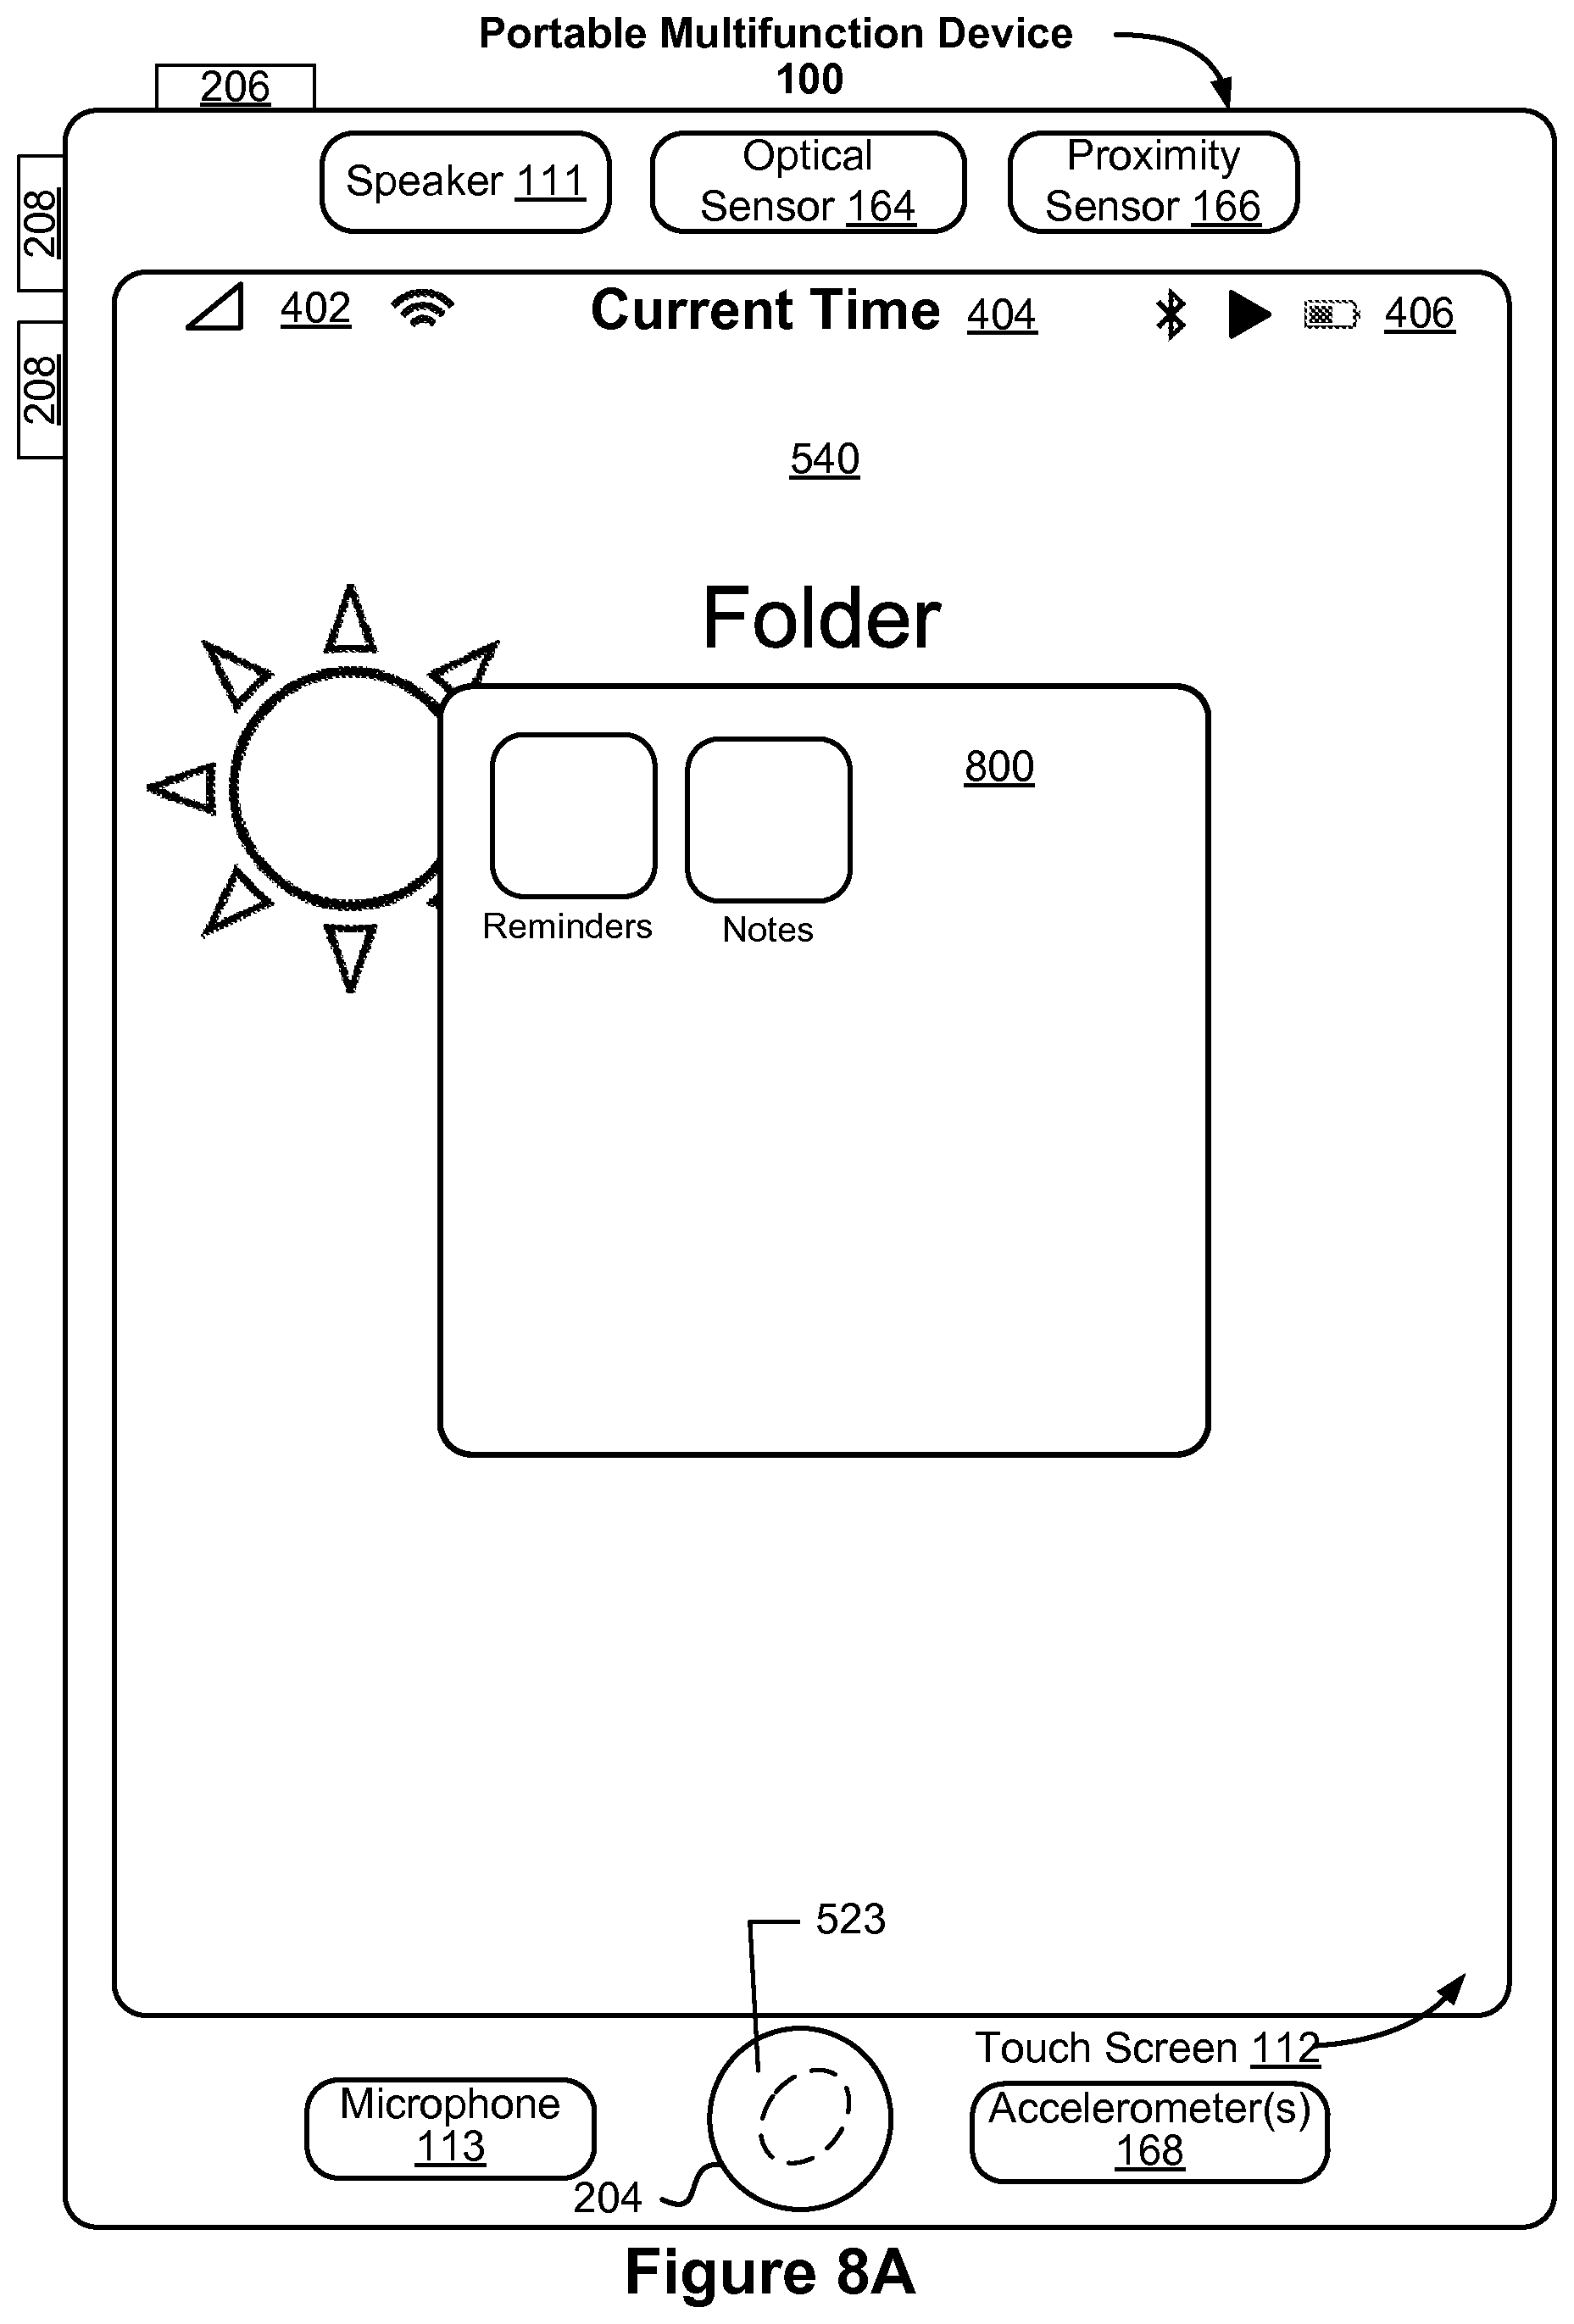 Portable Multifunction Device
100
206
208
208
Speaker 111
Optical
Sensor 164
Proximity
Sensor 166
402
Current Time 404
406
540
Folder
800
Reminders
Notes
523
Touch Screen 112
Microphone
113
204
Accelerometer(s)
168
Figure 8A